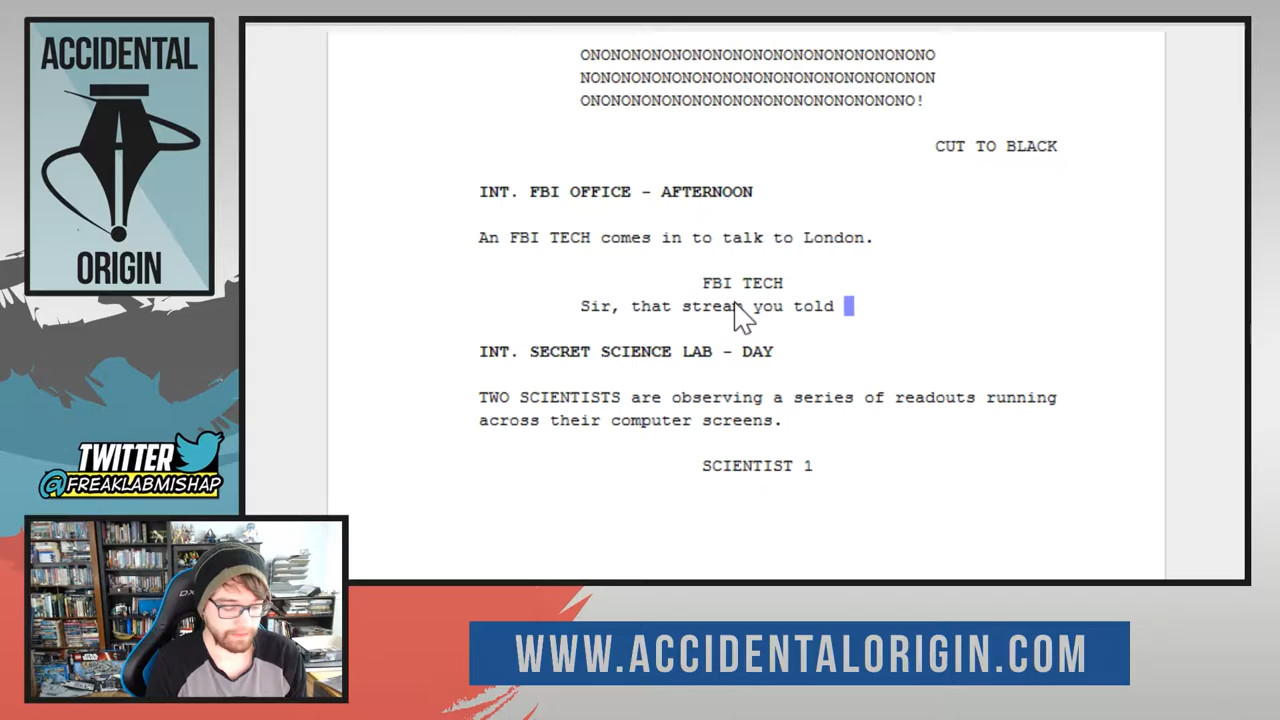 ACCIDENTAL
ORIGIN
ONONONONONONONONONONONONONONONONONO
NONONONONONONONONONONONONONONONONON
ONONONONONONONONONONONONONONONONO!
CUT TO BLACK
INT. FBI OFFICE - AFTERNOON
An FBI TECH comes in to talk to London.
FBI TECH
Sir, that stream you told
INT. SECRET SCIENCE LAB - DAY
TWO SCIENTISTS are observing a series of readouts running
across their computer screens.
SCIENTIST 1
TWITTER
@FREAKLABMISHAP
WWW.ACCIDENTALORIGIN.COM